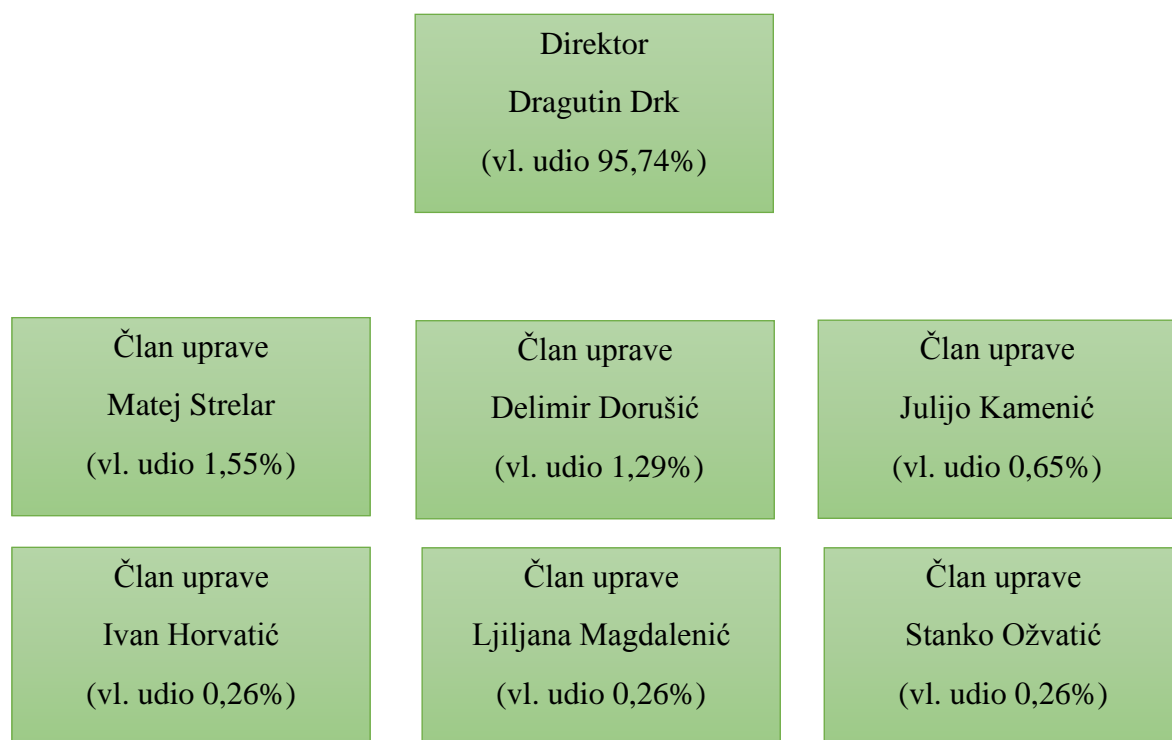 Direktor
Dragutin Drk
(vl. udio 95,74%)
Član uprave
Matej Strelar
(vl. udio 1,55%)
Član uprave
Delimir Dorušić
(vl. udio 1,29%)
Član uprave
Julijo Kamenić
(vl. udio 0,65%)
Član uprave
Ivan Horvatić
(vl. udio 0,26%)
Član uprave
Ljiljana Magdalenić
(vl. udio 0,26%)
Član uprave
Stanko Ožvatić
(vl. udio 0,26%)